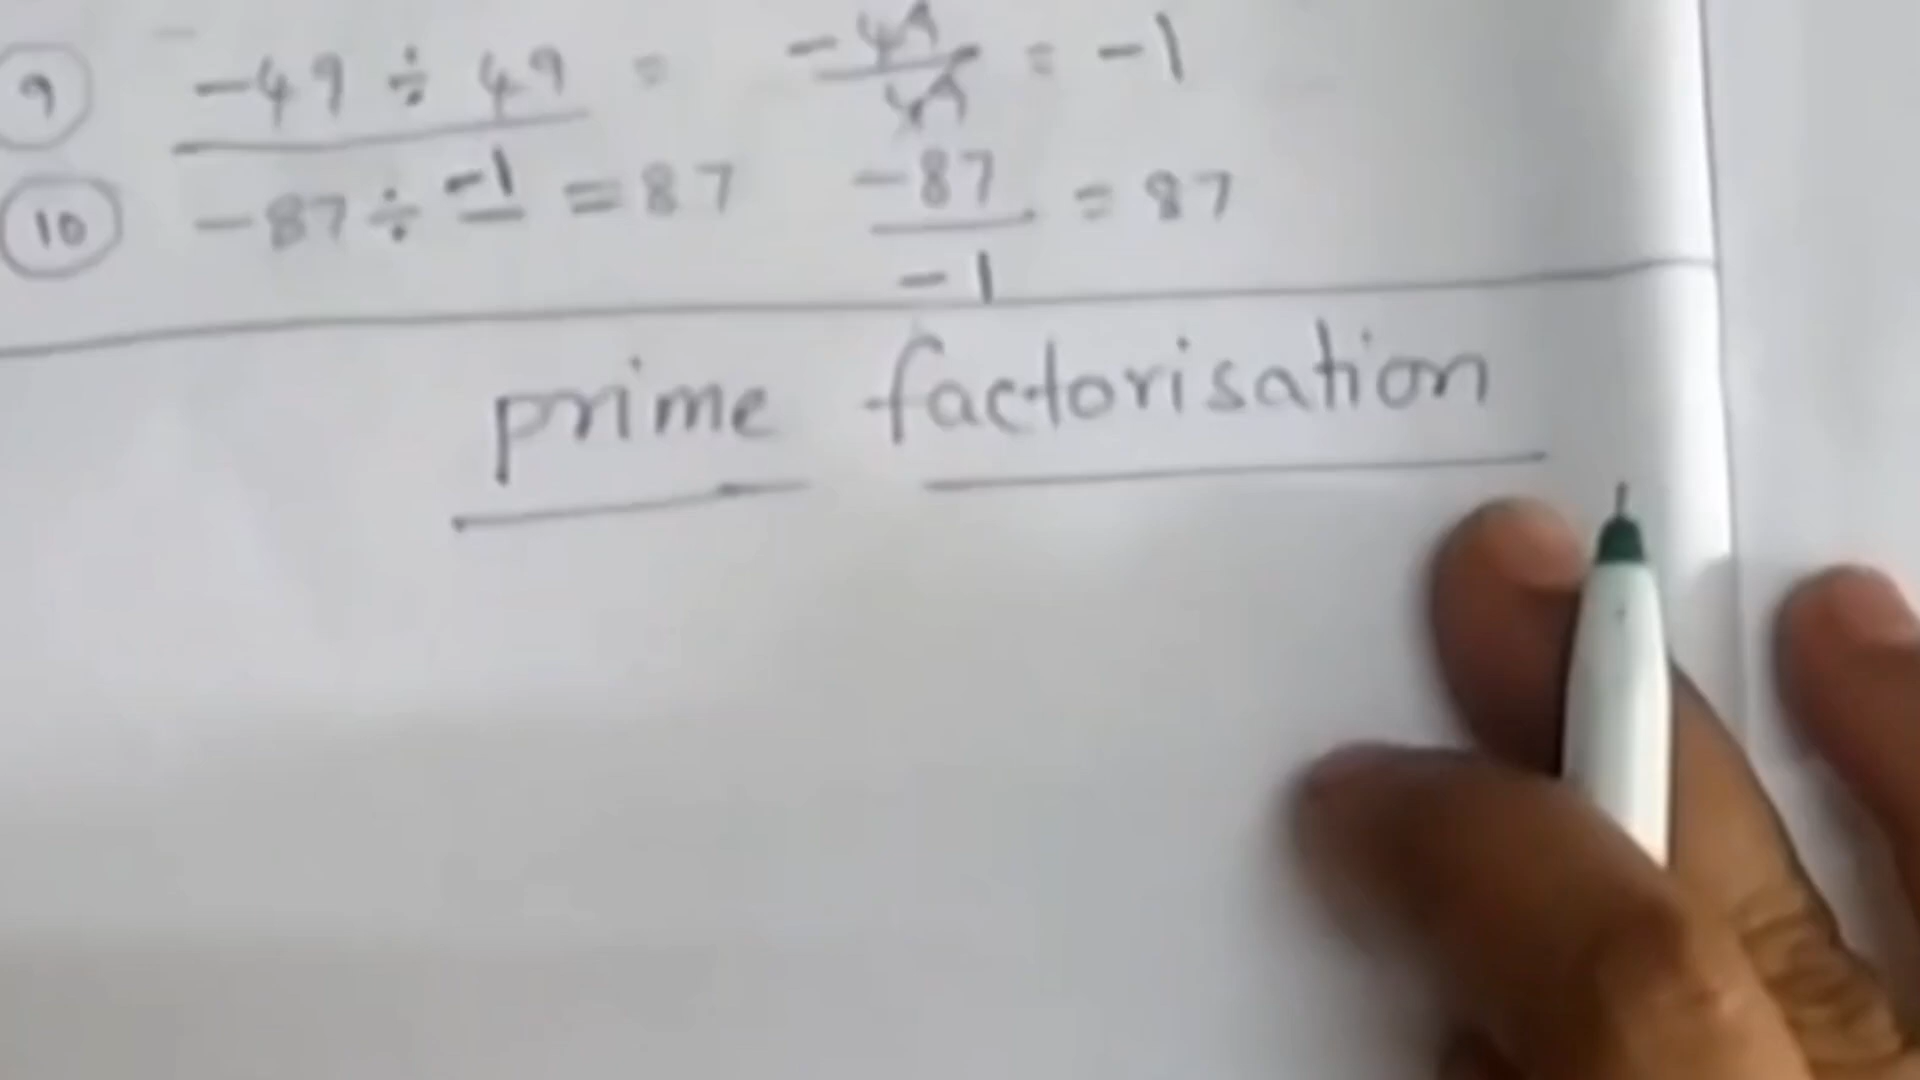 9 -49 ÷ 49 = -49/49 = -1
10 -87 ÷ -1 = 87 -87/-1 = 87
prime factorisation